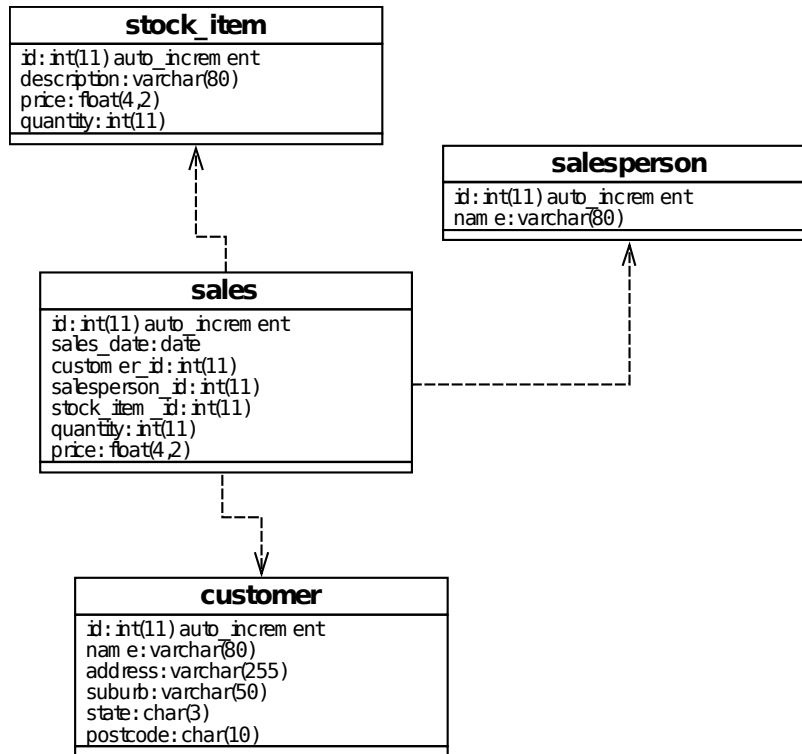 stock_item
id:int(11) auto_increment
description:varchar(80)
price:float(4,2)
quantity:int(11)
salesperson
id:int(11) auto_increment
name:varchar(80)
sales
id:int(11) auto_increment
sales_date:date
customer_id:int(11)
salesperson_id:int(11)
stock_item_id:int(11)
quantity:int(11)
price:float(4,2)
customer
id:int(11) auto_increment
name:varchar(80)
address:varchar(255)
suburb:varchar(50)
state:char(3)
postcode:char(10)